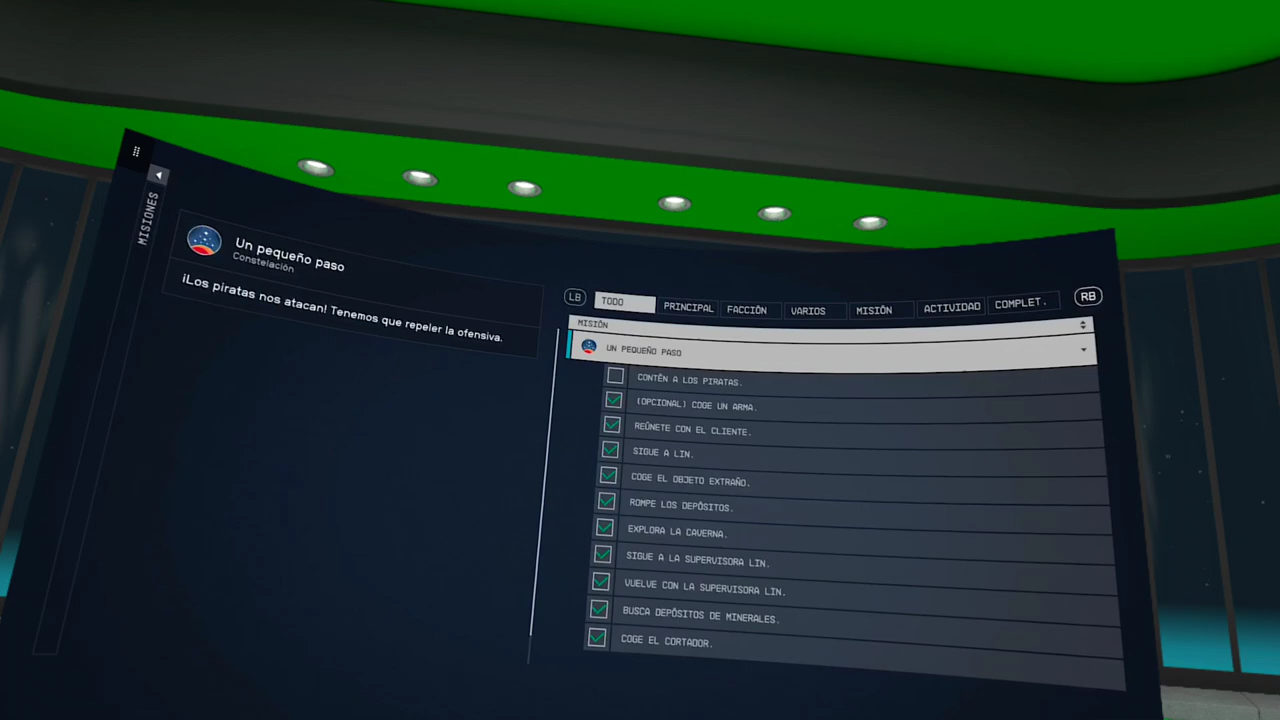 MISIONES
Un pequeño paso
Constelación
¡Los piratas nos atacan! Tenemos que repeler la ofensiva.
LB TODO PRINCIPAL FACCIÓN VARIOS MISIÓN ACTIVIDAD COMPLET. RB
MISIÓN
UN PEQUEÑO PASO
CONTÉN A LOS PIRATAS.
(OPCIONAL) COGE UN ARMA.
REÚNETE CON EL CLIENTE.
SIGUE A LIN.
COGE EL OBJETO EXTRAÑO.
ROMPE LOS DEPÓSITOS.
EXPLORA LA CAVERNA.
SIGUE A LA SUPERVISORA LIN.
VUELVE CON LA SUPERVISORA LIN.
BUSCA DEPÓSITOS DE MINERALES.
COGE EL CORTADOR.